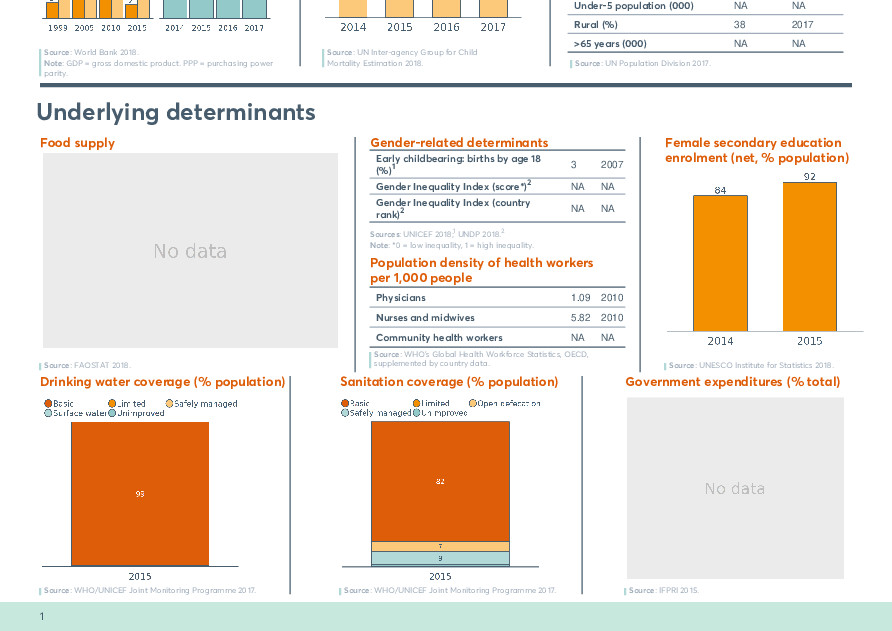 1999 2005 2010 2015
2014 2015 2016 2017
Source: World Bank 2018.
Note: GDP = gross domestic product. PPP = purchasing power
parity.
2014 2015 2016 2017
Source: UN Inter-agency Group for Child
Mortality Estimation 2018.
Under-5 population (000) NA NA
Rural (%) 38 2017
>65 years (000) NA NA
Source: UN Population Division 2017.
Underlying determinants
Food supply
No data
Source: FAOSTAT 2018.
Gender-related determinants
Early childbearing: births by age 18
(%)1 3 2007
Gender Inequality Index (score*)2 NA NA
Gender Inequality Index (country
rank)2 NA NA
Sources: UNICEF 2018,1 UNDP 2018.2
Note: *0 = low inequality, 1 = high inequality.
Population density of health workers
per 1,000 people
Physicians 1.09 2010
Nurses and midwives 5.82 2010
Community health workers NA NA
Source: WHO's Global Health Workforce Statistics, OECD,
supplemented by country data.
Female secondary education
enrolment (net, % population)
84
92
2014 2015
Source: UNESCO Institute for Statistics 2018.
Drinking water coverage (% population)
Basic Limited Safely managed
Surface water Unimproved
99
2015
Source: WHO/UNICEF Joint Monitoring Programme 2017.
Sanitation coverage (% population)
Basic Limited Open defecation
Safely managed Unimproved
82
7
9
2015
Source: WHO/UNICEF Joint Monitoring Programme 2017.
Government expenditures (% total)
No data
Source: IFPRI 2015.
1